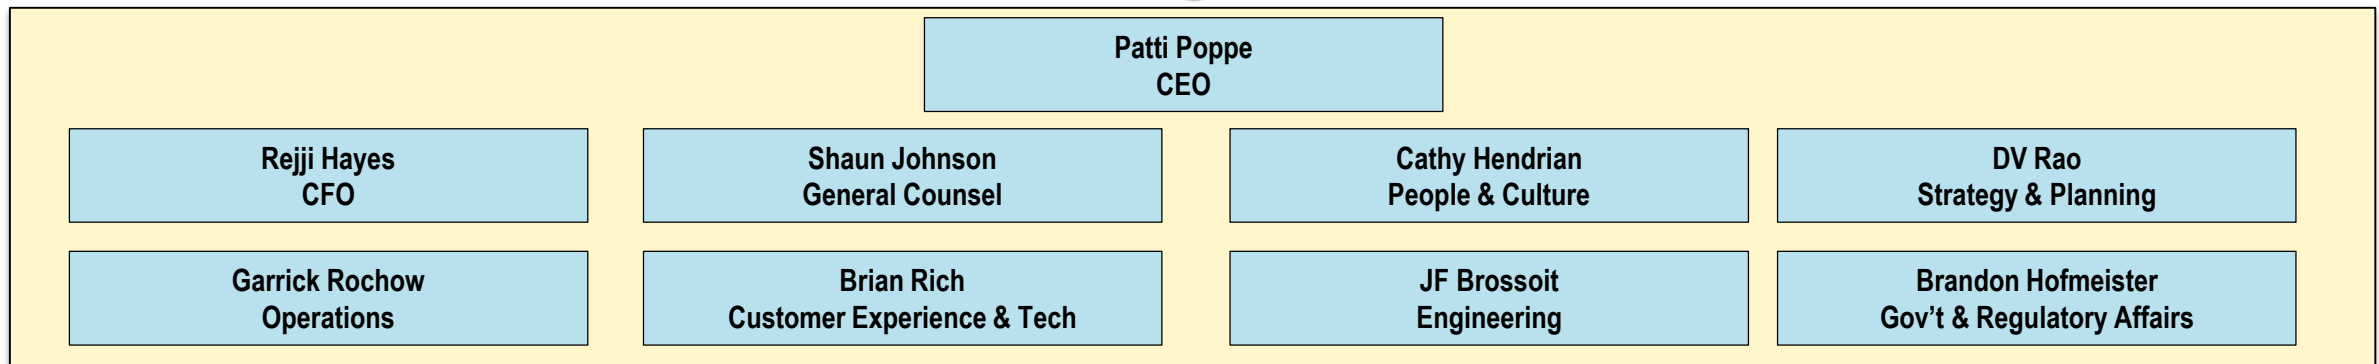 Patti Poppe
CEO
Rejji Hayes
CFO
Shaun Johnson
General Counsel
Cathy Hendrian
People & Culture
DV Rao
Strategy & Planning
Garrick Rochow
Operations
Brian Rich
Customer Experience & Tech
JF Brossoit
Engineering
Brandon Hofmeister
Gov’t & Regulatory Affairs